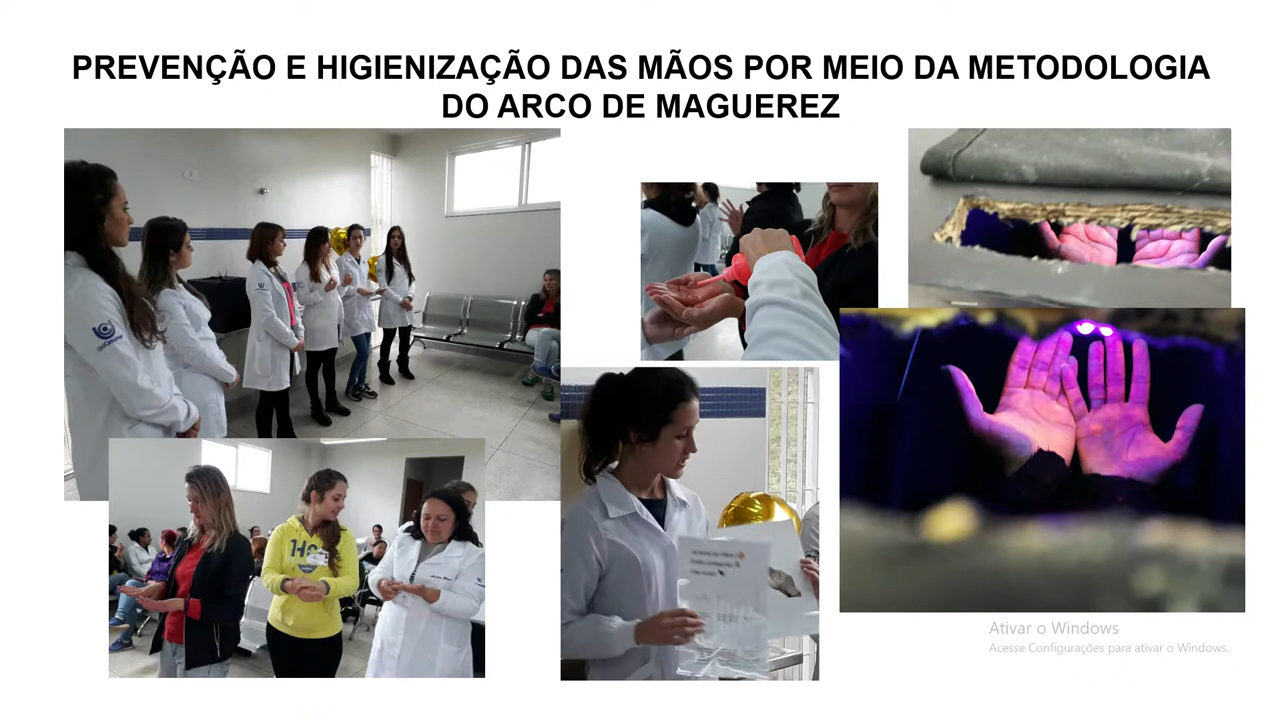 PREVENÇÃO E HIGIENIZAÇÃO DAS MÃOS POR MEIO DA METODOLOGIA
DO ARCO DE MAGUEREZ
Ativar o Windows
Acesse Configurações para ativar o Windows.